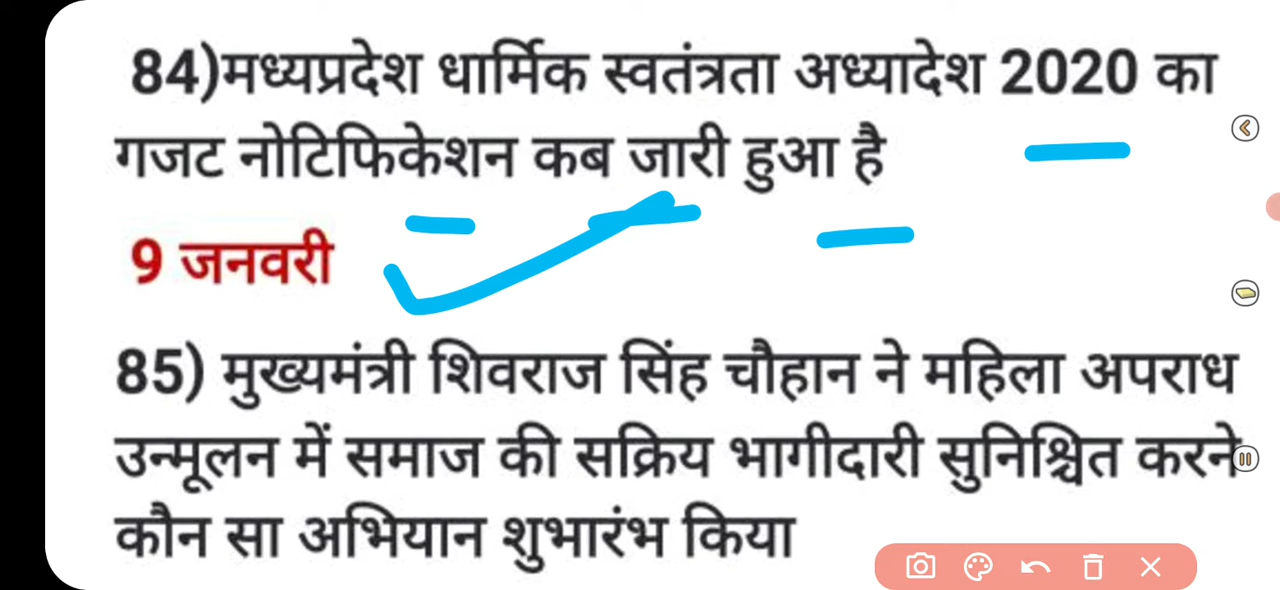 84)मध्यप्रदेश धार्मिक स्वतंत्रता अध्यादेश 2020 का
गजट नोटिफिकेशन कब जारी हुआ है
9 जनवरी
85) मुख्यमंत्री शिवराज सिंह चौहान ने महिला अपराध
उन्मूलन में समाज की सक्रिय भागीदारी सुनिश्चित करने
कौन सा अभियान शुभारंभ किया